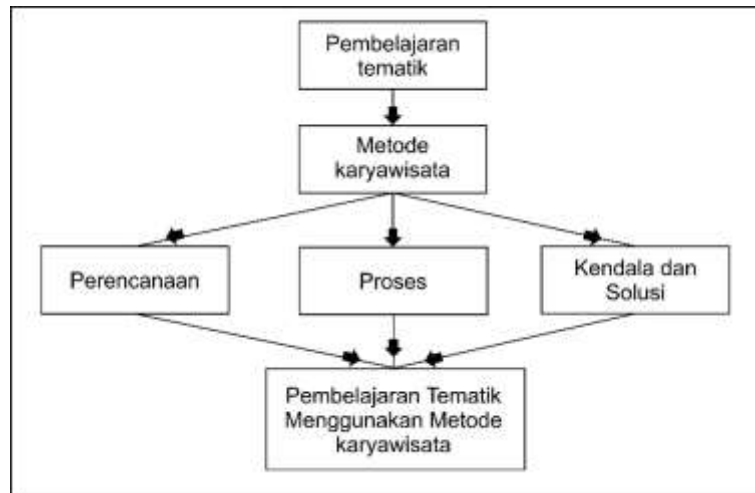 Pembelajaran
tematik
Metode
karyawisata
Perencanaan
Proses
Kendala dan
Solusi
Pembelajaran Tematik
Menggunakan Metode
karyawisata